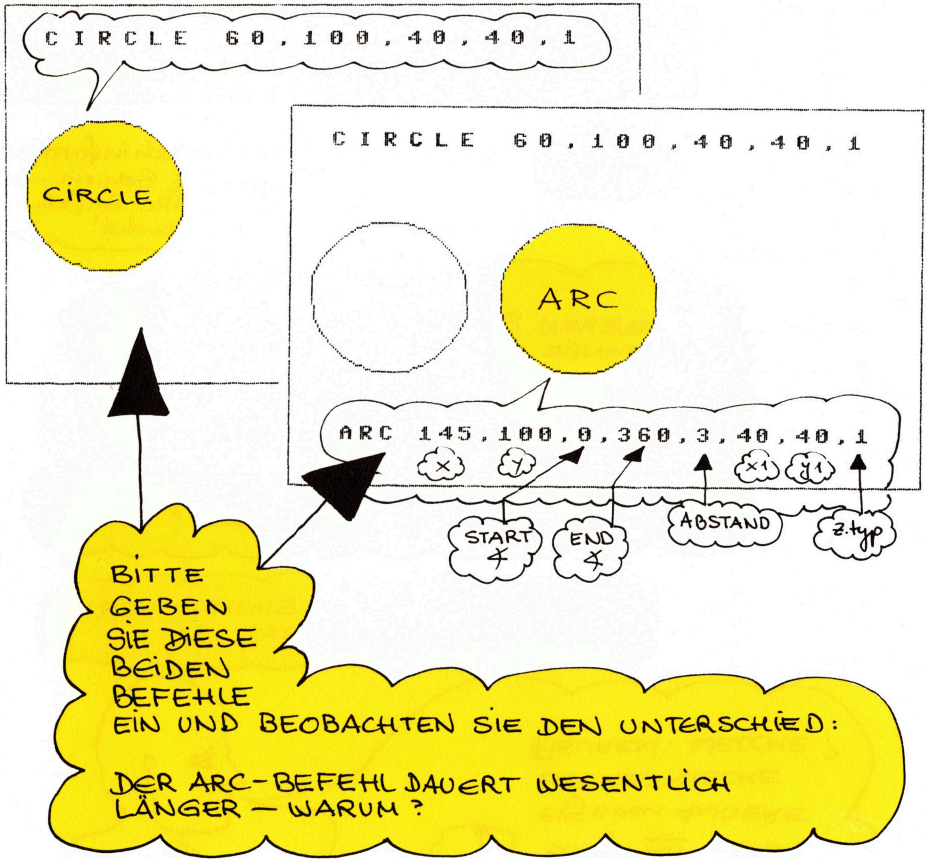 CIRCLE 60,100,40,40,1
CiRCLE
CIRCLE 60,100,40,40,1
ARC
ARC 145,100,0,360,3,40,40,1
x y x1 y1
START ∡
END ∡
ABSTAND
Z.typ
BITTE
GEBEN
SIE DIESE
BEIDEN
BEFEHLE
EIN UND BEOBACHTEN SIE DEN UNTERSCHIED:
DER ARC-BEFEHL DAUERT WESENTLICH
LÄNGER – WARUM?